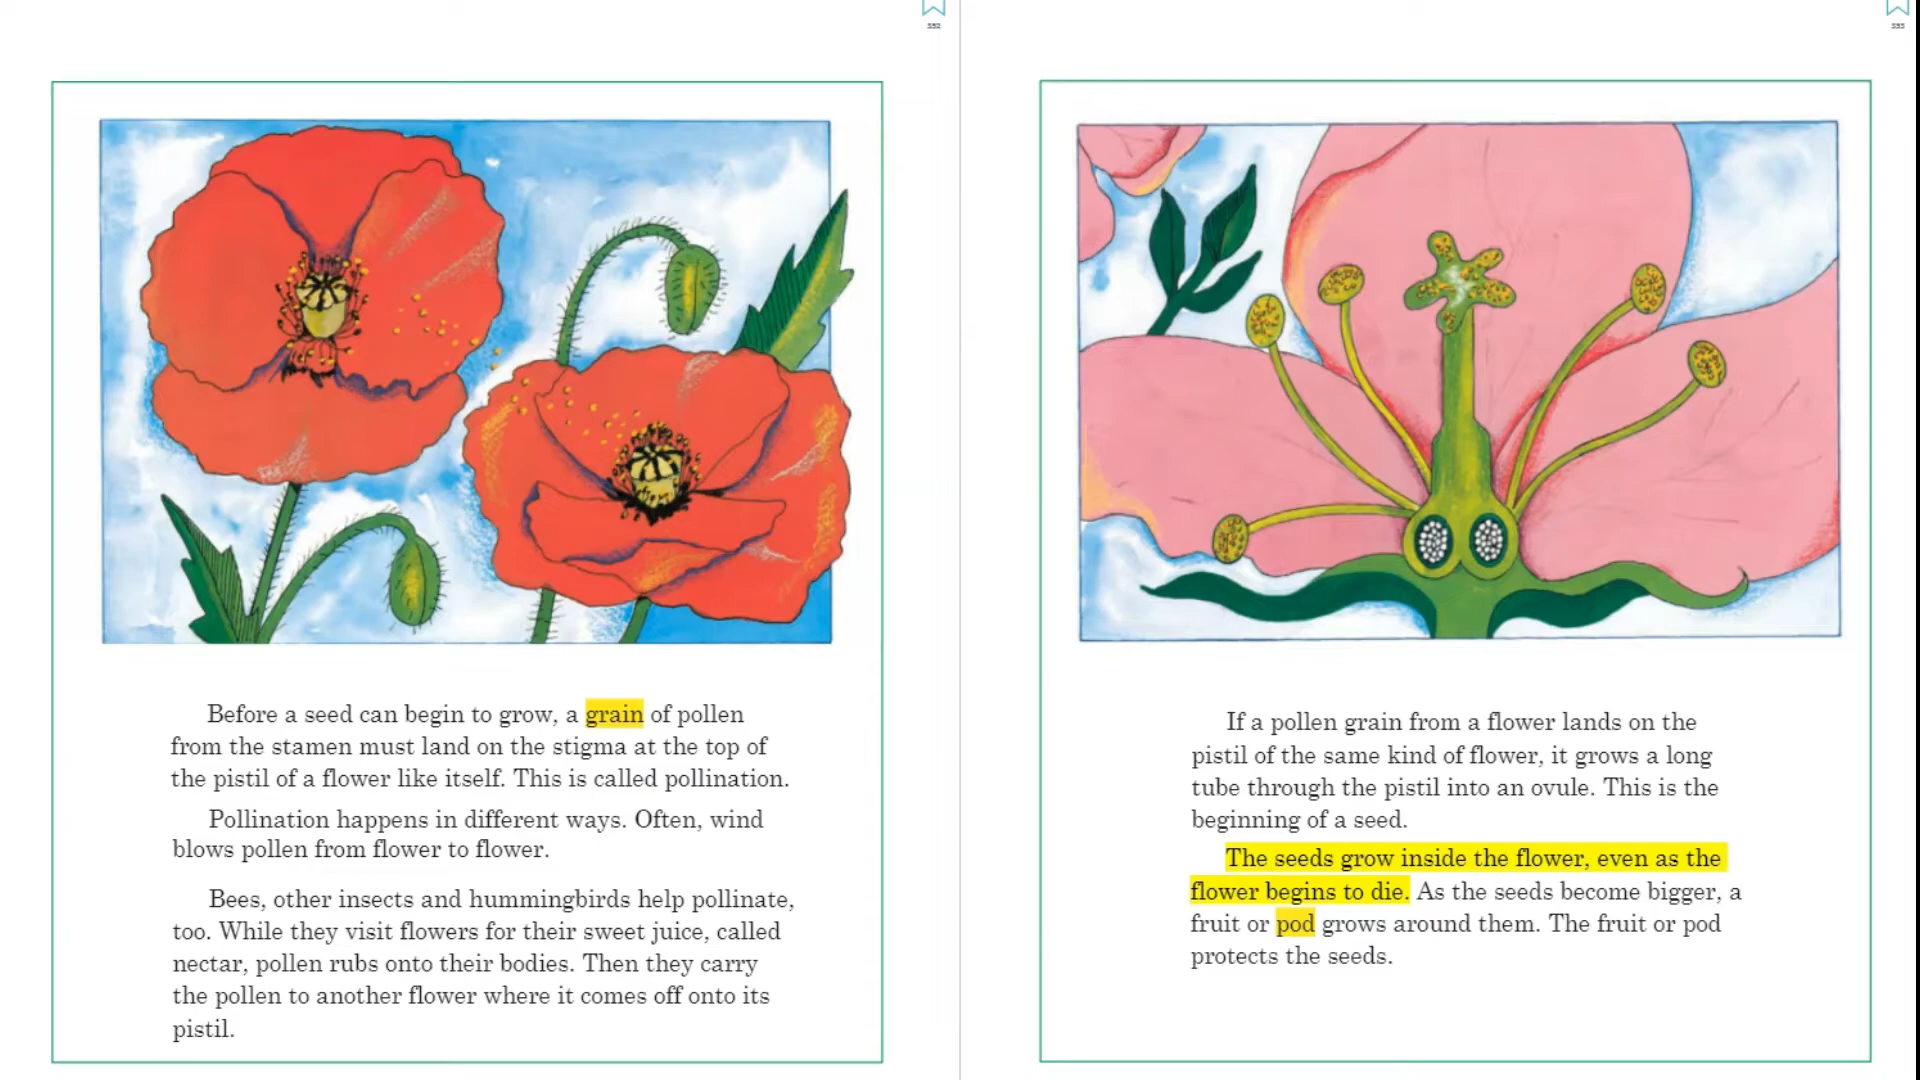 332
Before a seed can begin to grow, a grain of pollen
from the stamen must land on the stigma at the top of
the pistil of a flower like itself. This is called pollination.
Pollination happens in different ways. Often, wind
blows pollen from flower to flower.
Bees, other insects and hummingbirds help pollinate,
too. While they visit flowers for their sweet juice, called
nectar, pollen rubs onto their bodies. Then they carry
the pollen to another flower where it comes off onto its
pistil.
333
If a pollen grain from a flower lands on the
pistil of the same kind of flower, it grows a long
tube through the pistil into an ovule. This is the
beginning of a seed.
The seeds grow inside the flower, even as the
flower begins to die. As the seeds become bigger, a
fruit or pod grows around them. The fruit or pod
protects the seeds.